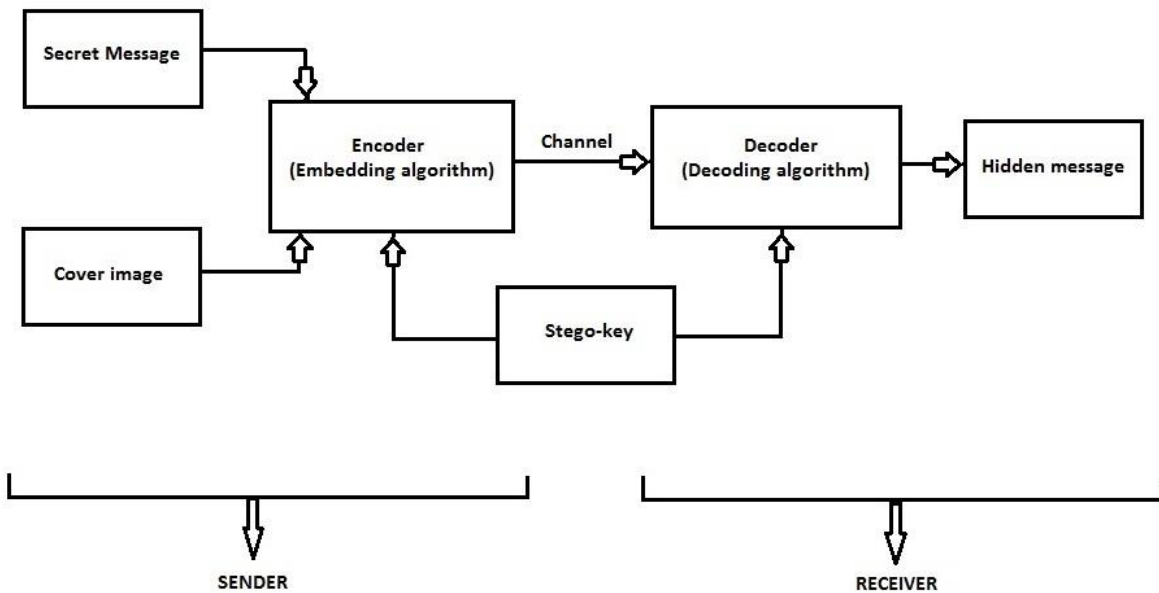 Secret Message
Encoder
(Embedding algorithm)
Channel
Decoder
(Decoding algorithm)
Hidden message
Cover image
Stego-key
SENDER
RECEIVER